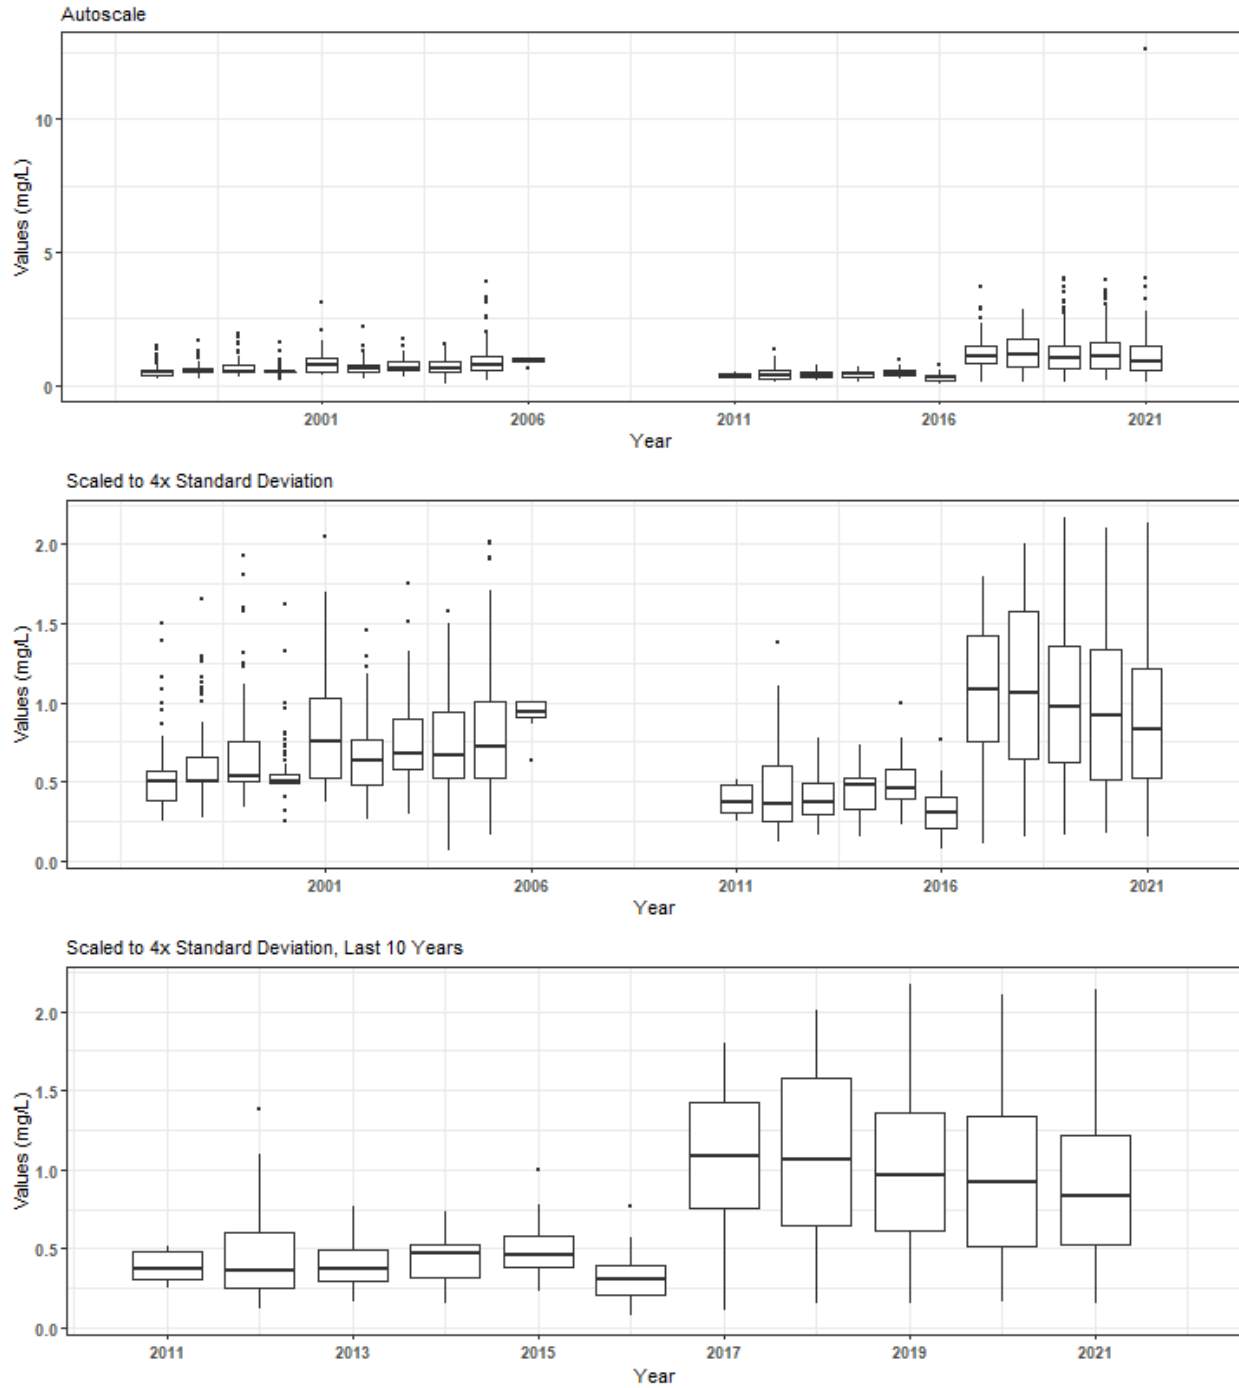 Autoscale
10
5
0
Values (mg/L)
2001 2006 2011 2016 2021
Year
Scaled to 4x Standard Deviation
2.0
1.5
1.0
0.5
0.0
Values (mg/L)
2001 2006 2011 2016 2021
Year
Scaled to 4x Standard Deviation, Last 10 Years
2.0
1.5
1.0
0.5
0.0
Values (mg/L)
2011 2013 2015 2017 2019 2021
Year